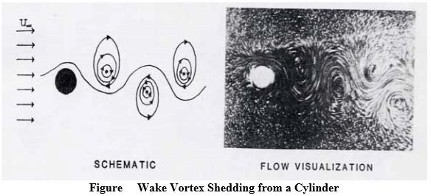 U∞
SCHEMATIC
FLOW VISUALIZATION
Figure Wake Vortex Shedding from a Cylinder